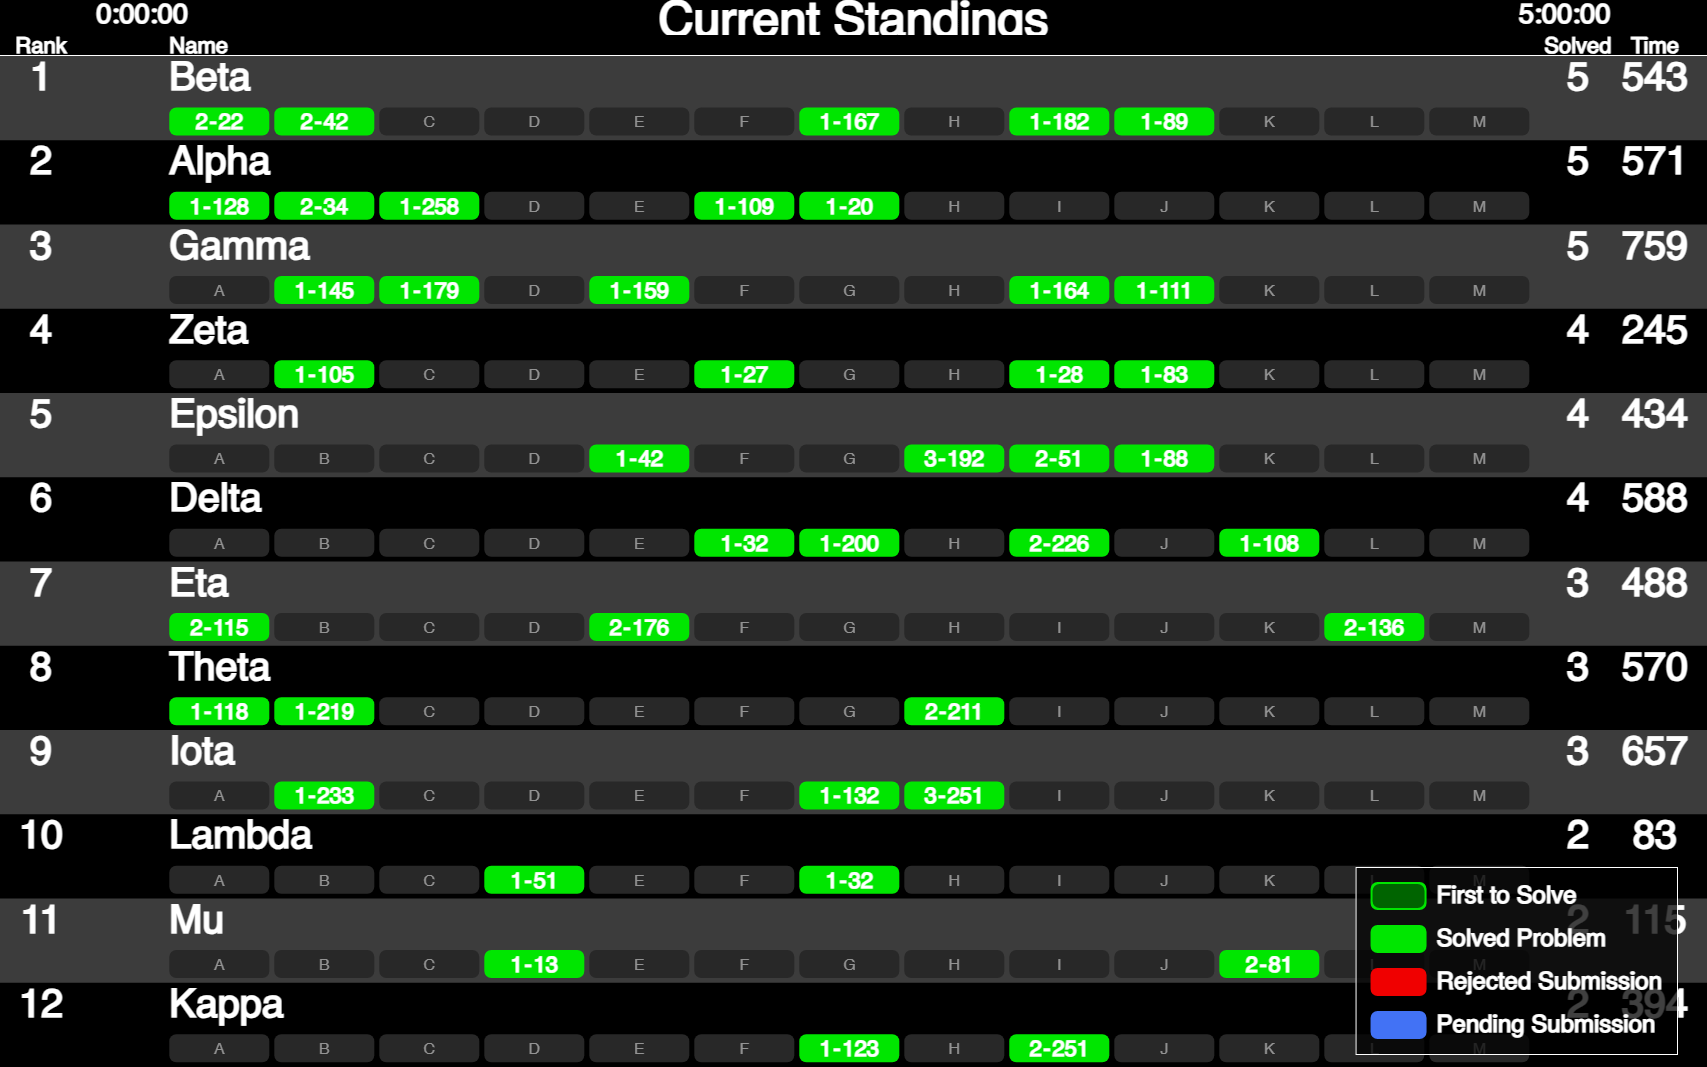 0:00:00 Current Standings 5:00:00
Rank Name Solved Time
1 Beta 5 543
2-22 2-42 C D E F 1-167 H 1-182 1-89 K L M
2 Alpha 5 571
1-128 2-34 1-258 D E 1-109 1-20 H I J K L M
3 Gamma 5 759
A 1-145 1-179 D 1-159 F G H 1-164 1-111 K L M
4 Zeta 4 245
A 1-105 C D E 1-27 G H 1-28 1-83 K L M
5 Epsilon 4 434
A B C D 1-42 F G 3-192 2-51 1-88 K L M
6 Delta 4 588
A B C D E 1-32 1-200 H 2-226 J 1-108 L M
7 Eta 3 488
2-115 B C D 2-176 F G H I J K 2-136 M
8 Theta 3 570
1-118 1-219 C D E F G 2-211 I J K L M
9 Iota 3 657
A 1-233 C D E F 1-132 3-251 I J K L M
10 Lambda 2 83
A B C 1-51 E F 1-32 H I J K L M
11 Mu 2 115
A B C 1-13 E F G H I J 2-81 L M
12 Kappa 2 394
A B C D E F 1-123 H 2-251 J K L M
First to Solve
Solved Problem
Rejected Submission
Pending Submission